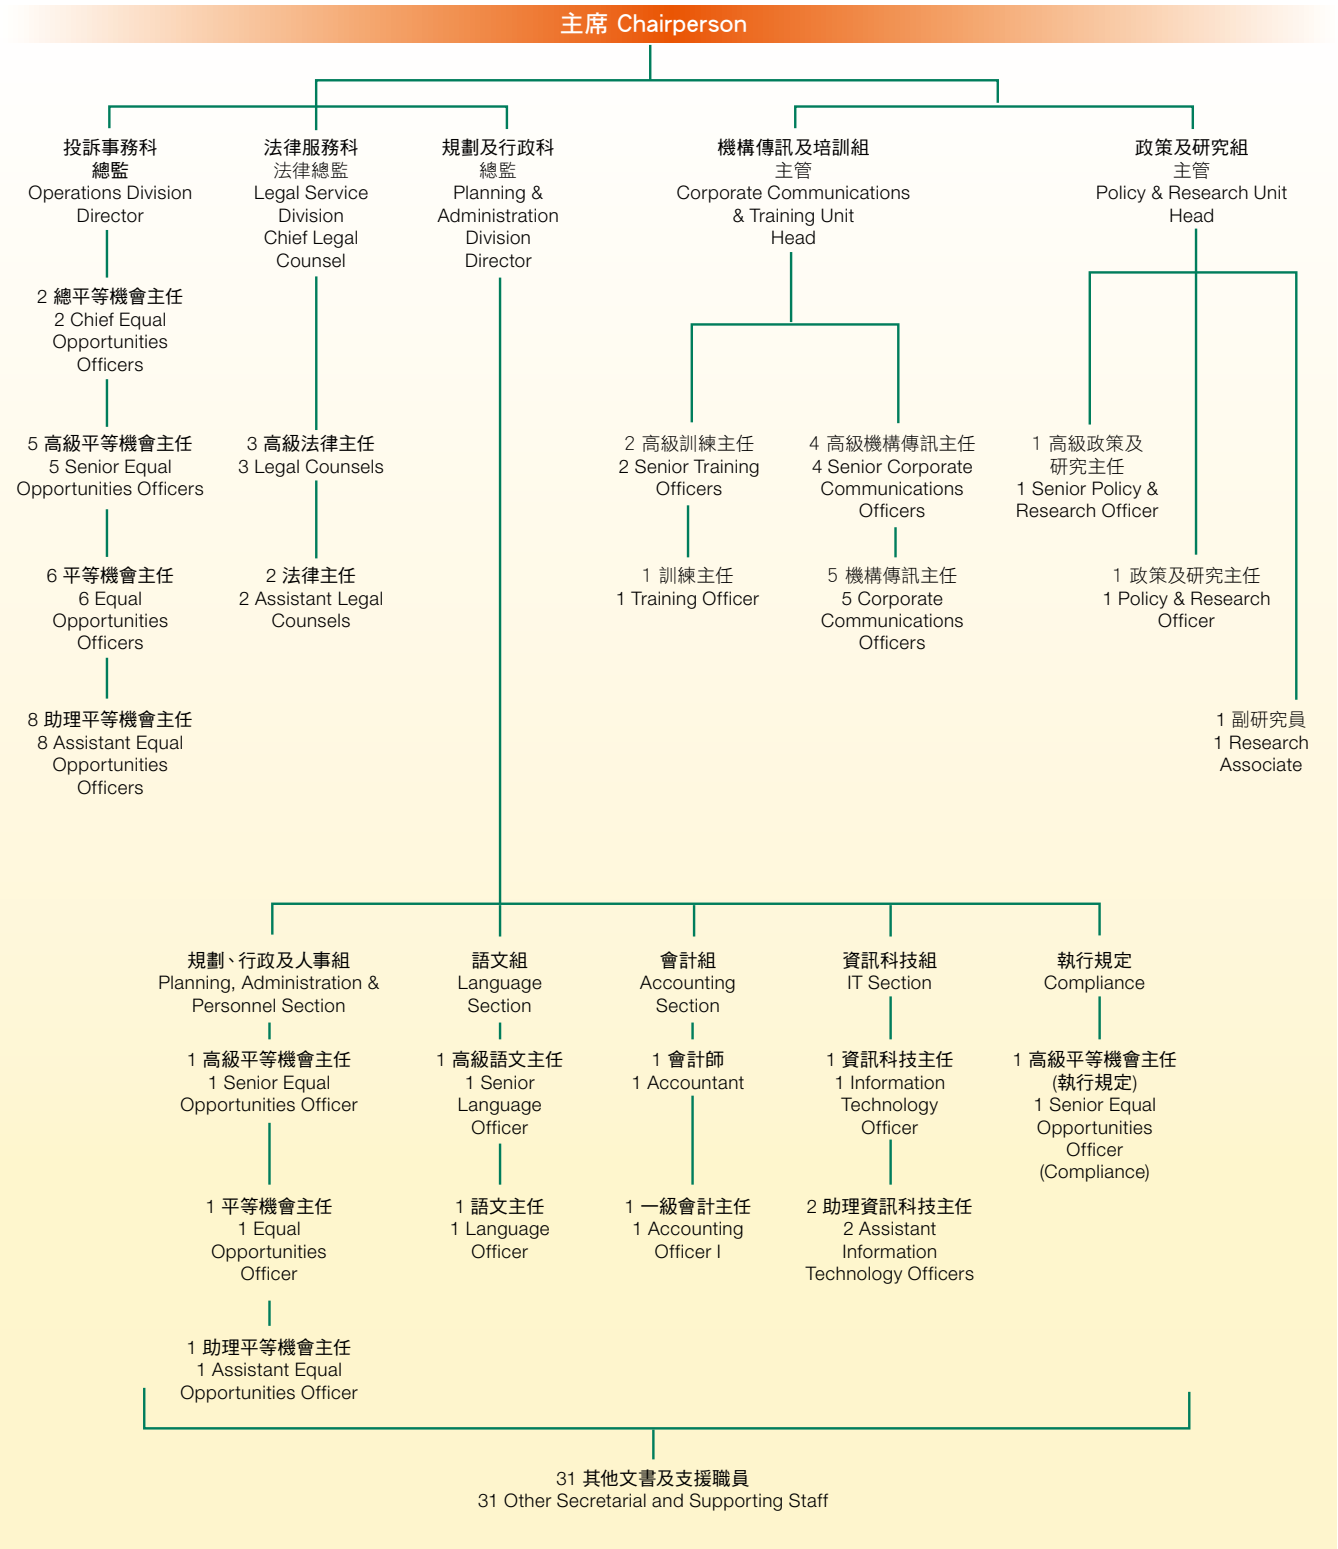 主席 Chairperson
投訴事務科
總監
Operations Division
Director
法律服務科
法律總監
Legal Service
Division
Chief Legal
Counsel
規劃及行政科
總監
Planning &
Administration
Division
Director
機構傳訊及培訓組
主管
Corporate Communications
& Training Unit
Head
政策及研究組
主管
Policy & Research Unit
Head
2 總平等機會主任
2 Chief Equal
Opportunities
Officers
5 高級平等機會主任
5 Senior Equal
Opportunities Officers
3 高級法律主任
3 Legal Counsels
2 高級訓練主任
2 Senior Training
Officers
4 高級機構傳訊主任
4 Senior Corporate
Communications
Officers
1 高級政策及
研究主任
1 Senior Policy &
Research Officer
6 平等機會主任
6 Equal
Opportunities
Officers
2 法律主任
2 Assistant Legal
Counsels
1 訓練主任
1 Training Officer
5 機構傳訊主任
5 Corporate
Communications
Officers
1 政策及研究主任
1 Policy & Research
Officer
8 助理平等機會主任
8 Assistant Equal
Opportunities
Officers
1 副研究員
1 Research
Associate
規劃、行政及人事組
Planning, Administration &
Personnel Section
語文組
Language
Section
會計組
Accounting
Section
資訊科技組
IT Section
執行規定
Compliance
1 高級平等機會主任
1 Senior Equal
Opportunities Officer
1 高級語文主任
1 Senior
Language
Officer
1 會計師
1 Accountant
1 資訊科技主任
1 Information
Technology
Officer
1 高級平等機會主任
(執行規定)
1 Senior Equal
Opportunities
Officer
(Compliance)
1 平等機會主任
1 Equal
Opportunities
Officer
1 語文主任
1 Language
Officer
1 一級會計主任
1 Accounting
Officer I
2 助理資訊科技主任
2 Assistant
Information
Technology Officers
1 助理平等機會主任
1 Assistant Equal
Opportunities Officer
31 其他文書及支援職員
31 Other Secretarial and Supporting Staff